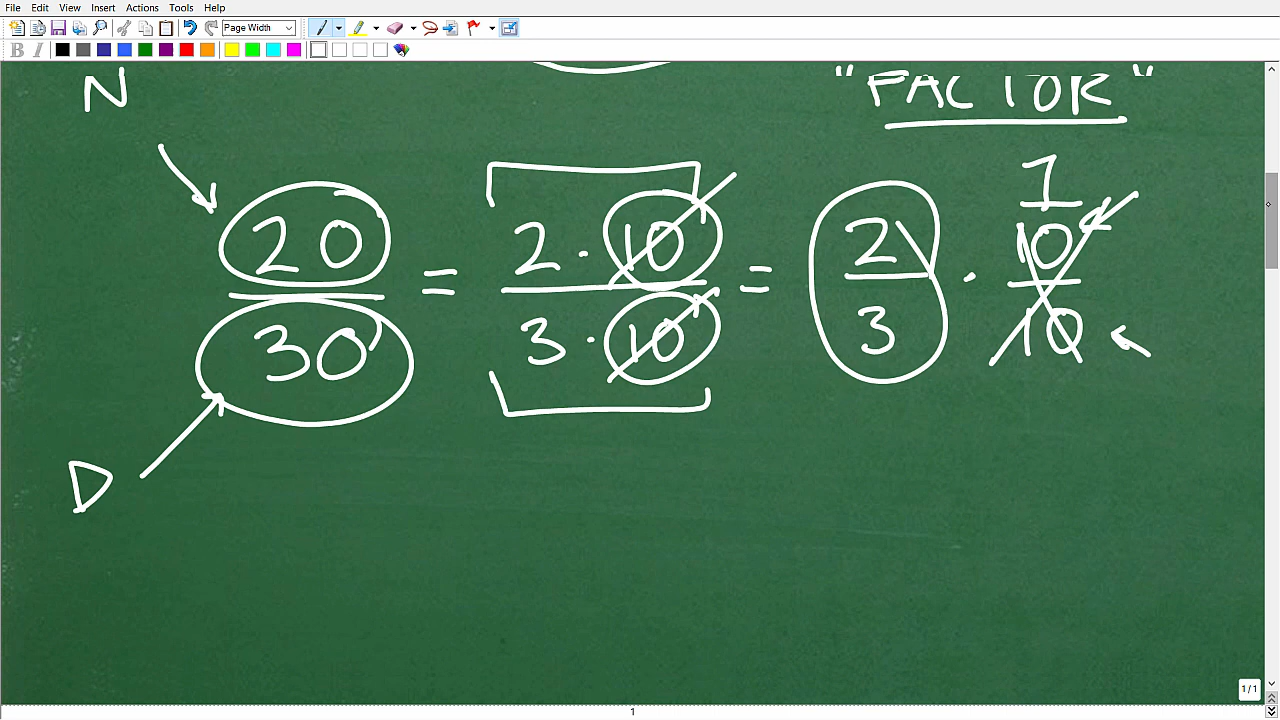 File Edit View Insert Actions Tools Help
Page Width
B I
N
"FACTOR"
20/30 = 2·10/3·10 = 2/3 · 10/10
1
D
1/1
1